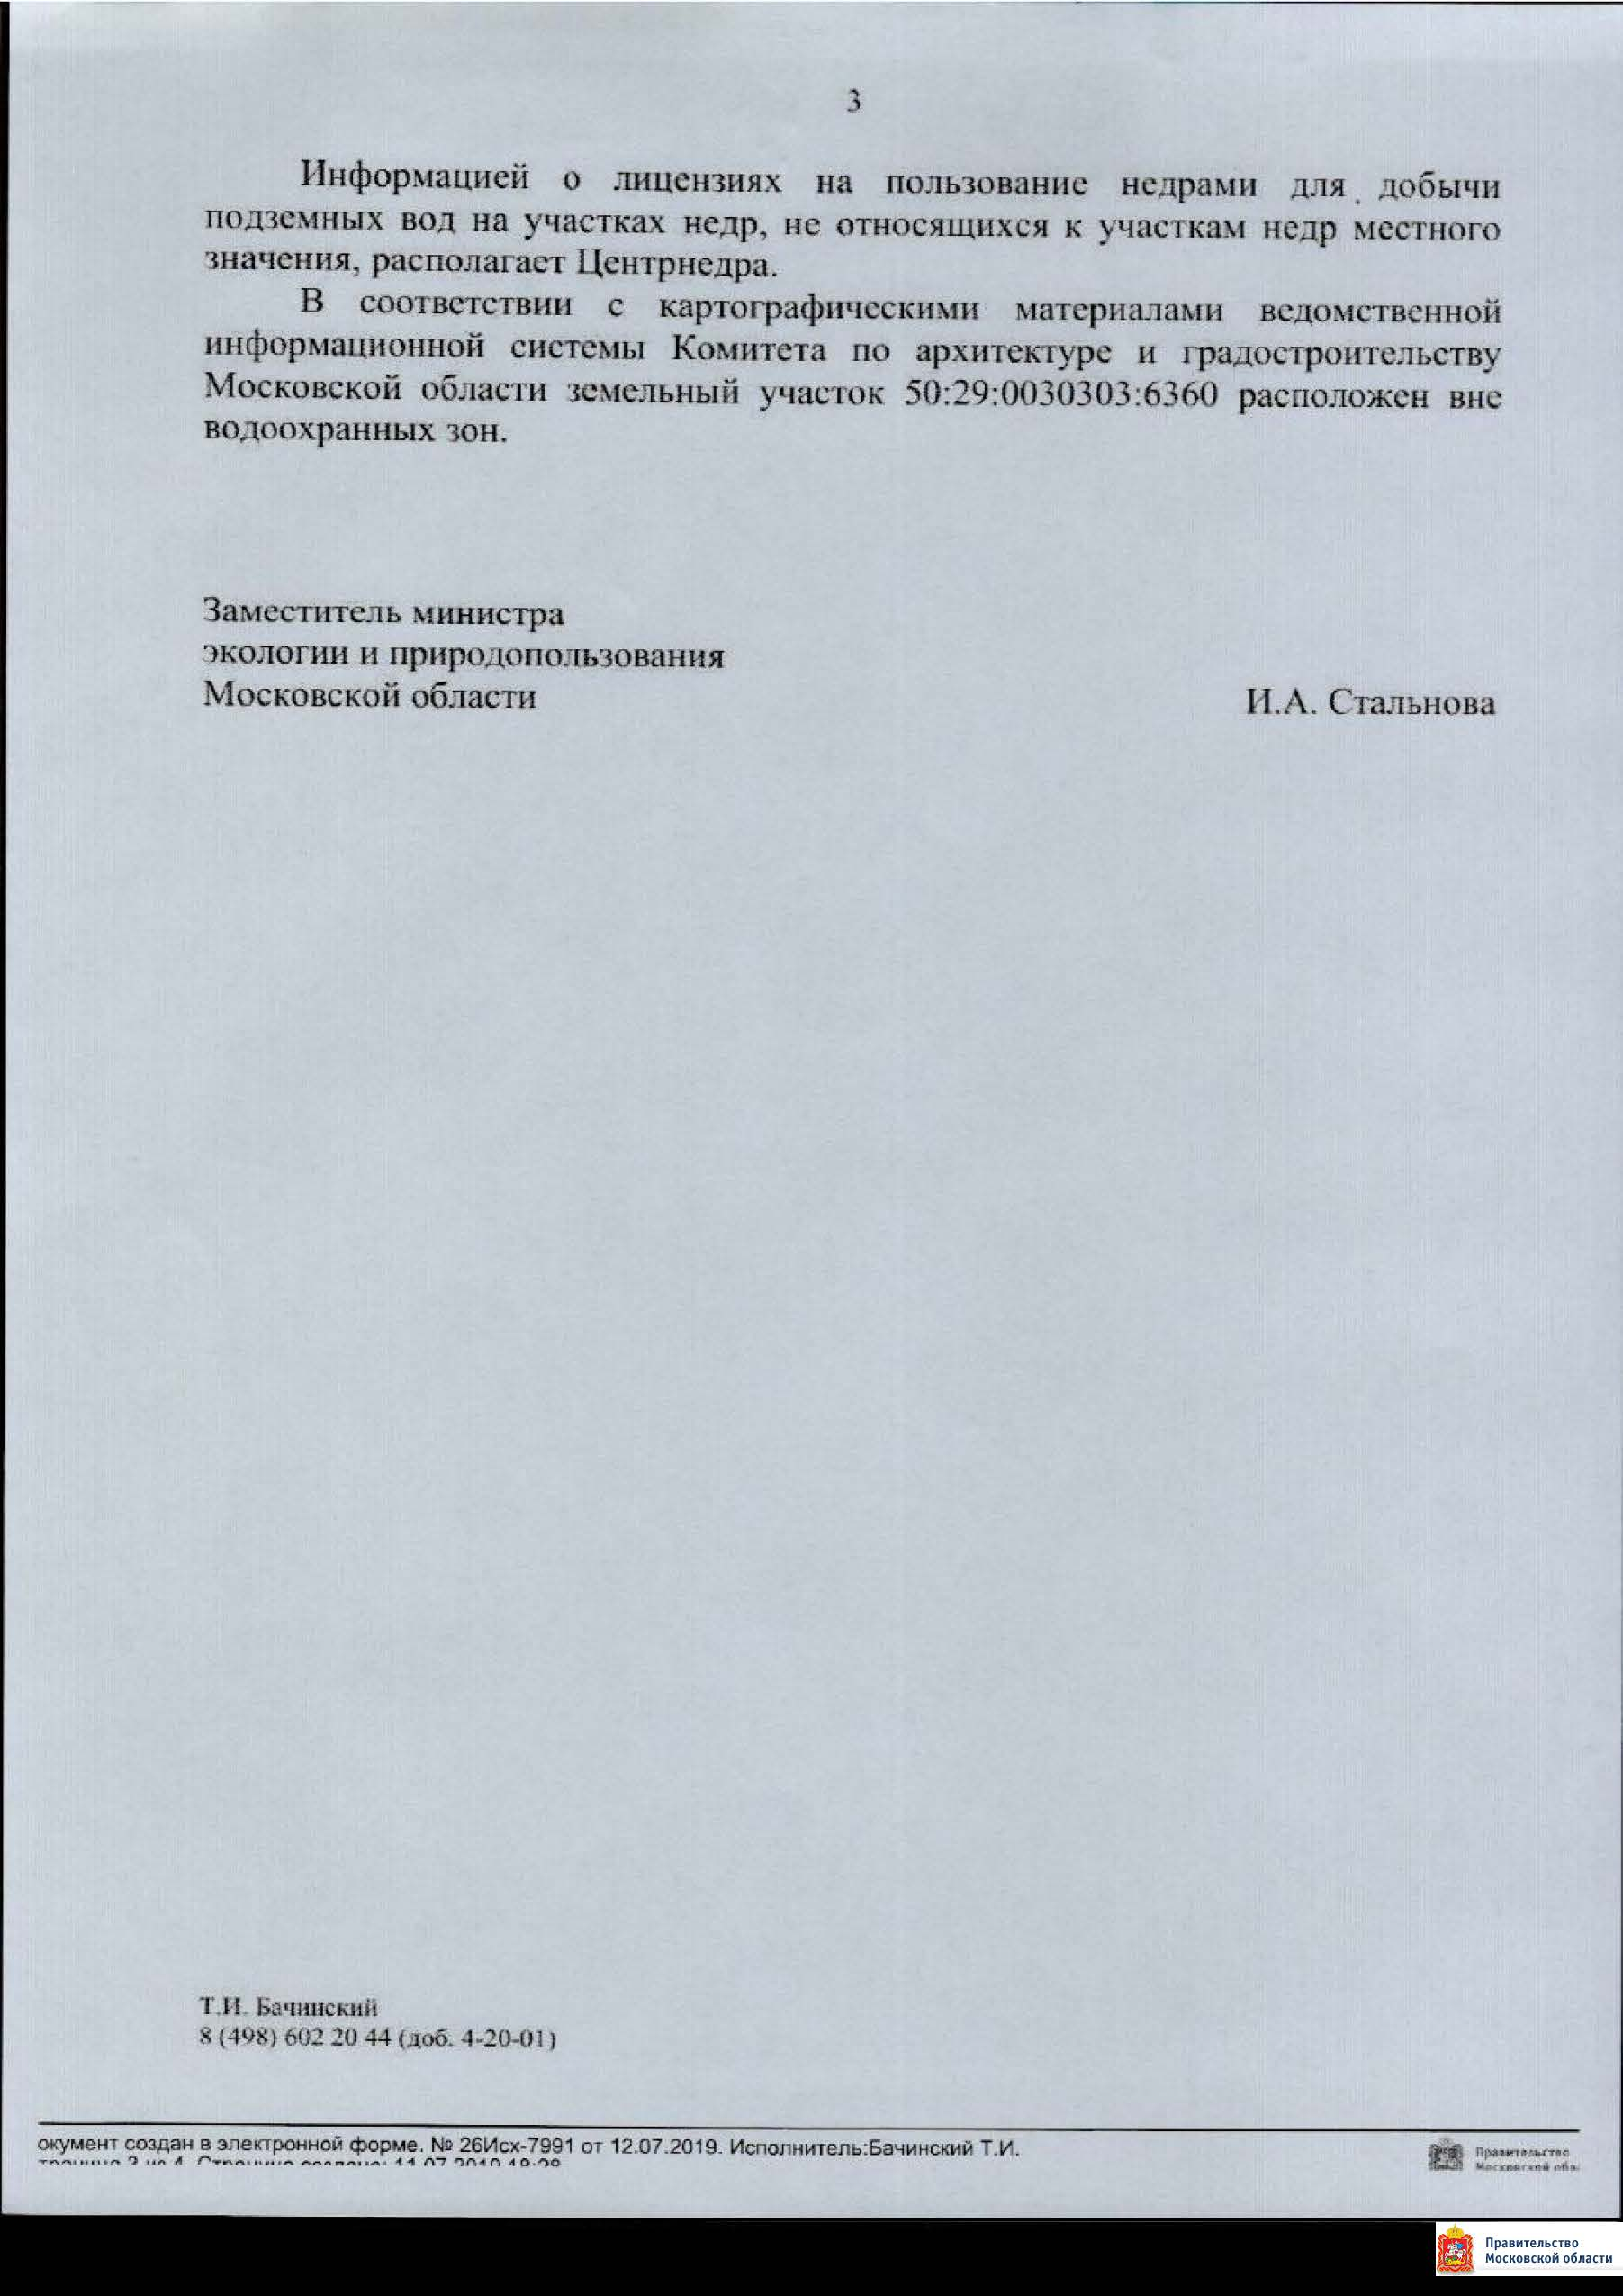 3
Информацией о лицензиях на пользование недрами для добычи
подземных вод на участках недр, не относящихся к участкам недр местного
значения, располагает Центрнедра.
В соответствии с картографическими материалами ведомственной
информационной системы Комитета по архитектуре и градостроительству
Московской области земельный участок 50:29:0030303:6360 расположен вне
водоохранных зон.
Заместитель министра
экологии и природопользования
Московской области
И.А. Стальнова
Т.И. Бачинский
8 (498) 602 20 44 (доб. 4-20-01)
окумент создан в электронной форме. № 26Исх-7991 от 12.07.2019. Исполнитель:Бачинский Т.И.
Правительство
Московской обла
Правительство
Московской области